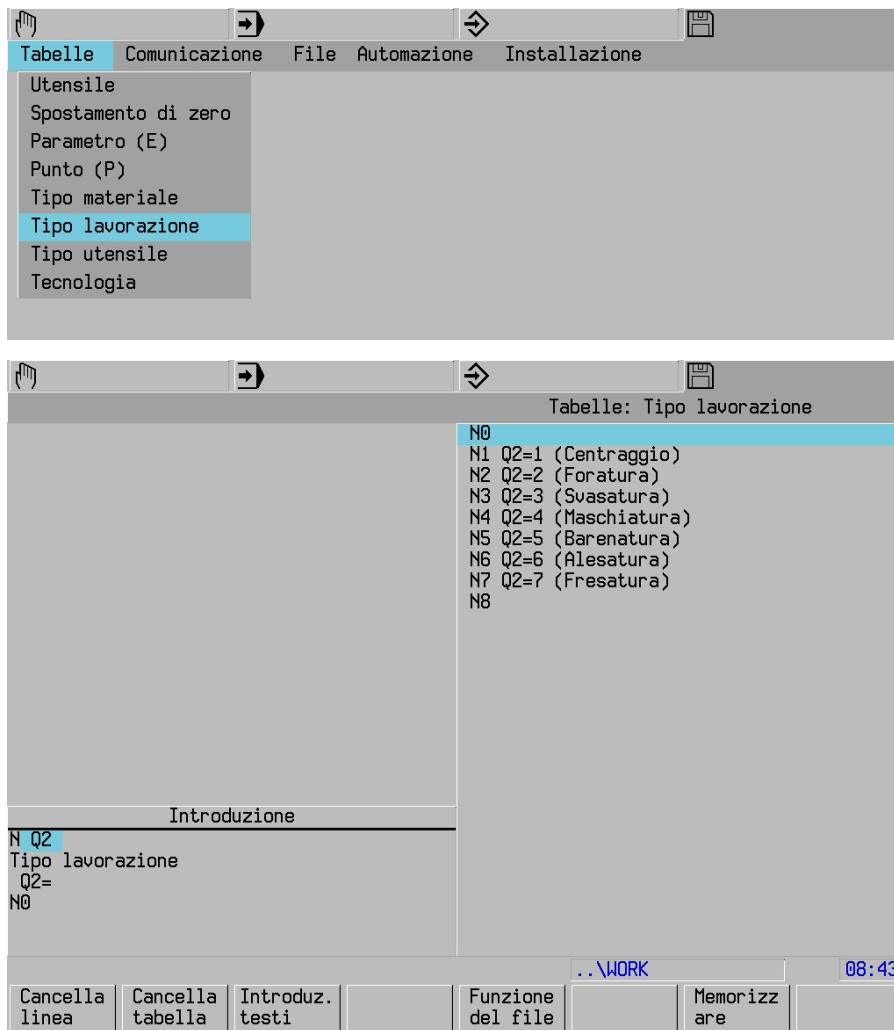 Tabelle Comunicazione File Automazione Installazione
Utensile
Spostamento di zero
Parametro (E)
Punto (P)
Tipo materiale
Tipo lavorazione
Tipo utensile
Tecnologia
Tabelle: Tipo lavorazione
N0
N1 Q2=1 (Centraggio)
N2 Q2=2 (Foratura)
N3 Q2=3 (Svasatura)
N4 Q2=4 (Maschiatura)
N5 Q2=5 (Barenatura)
N6 Q2=6 (Alesatura)
N7 Q2=7 (Fresatura)
N8
Introduzione
N Q2
Tipo lavorazione
Q2=
N0
..\WORK 08:43
Cancella linea
Cancella tabella
Introduz. testi
Funzione del file
Memorizz are